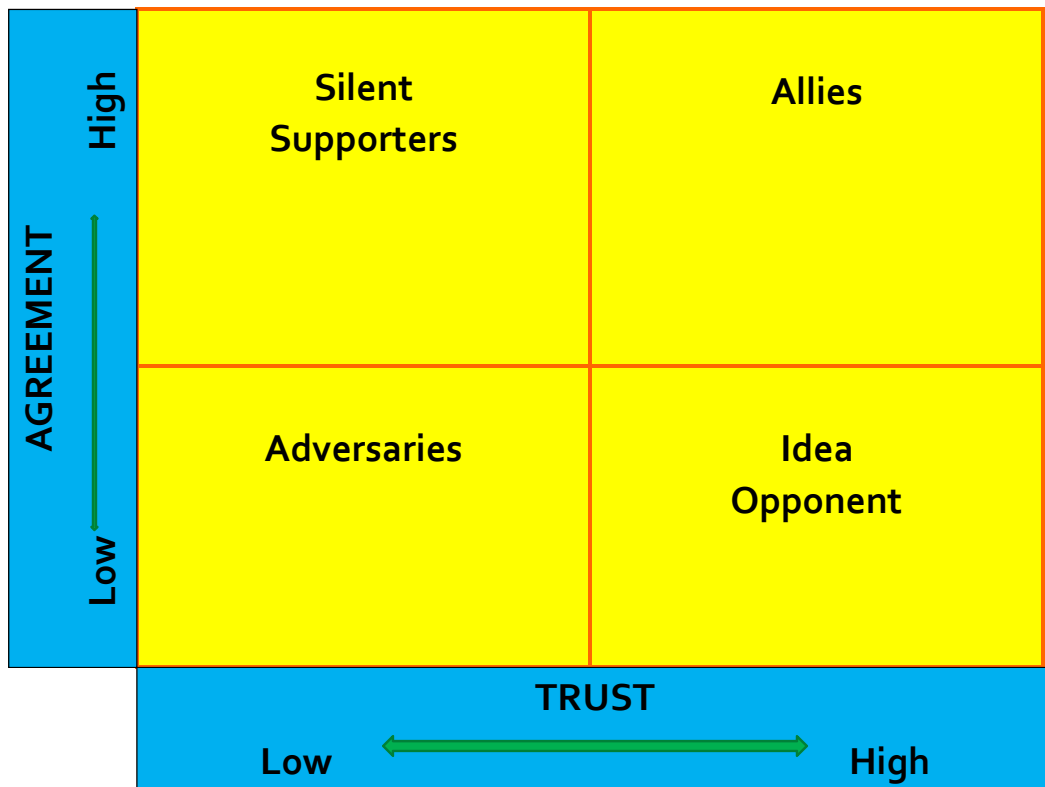 High
AGREEMENT
Low
Silent
Supporters
Allies
Adversaries
Idea
Opponent
TRUST
Low
High